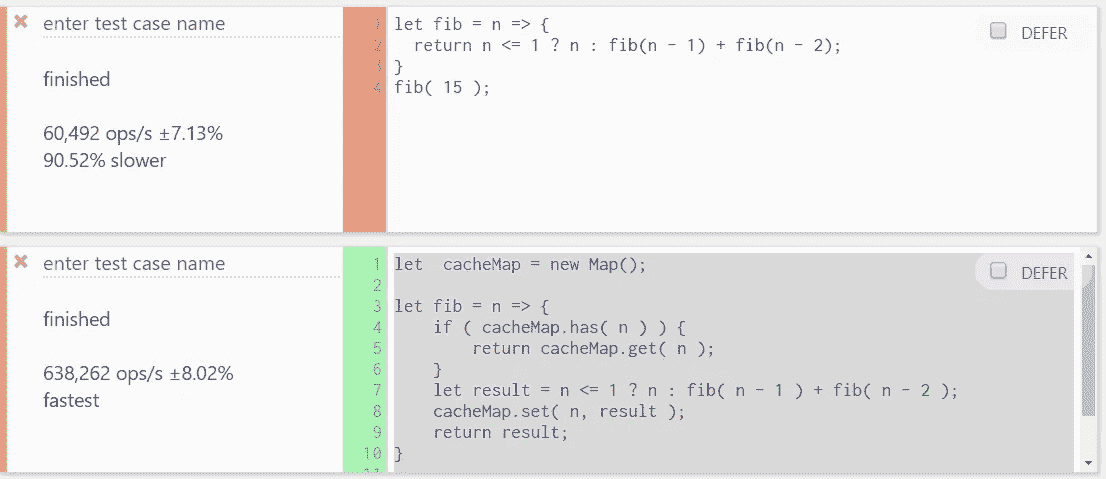 enter test case name
finished
60,492 ops/s ±7.13%
90.52% slower
1 let fib = n => {
2   return n <= 1 ? n : fib(n - 1) + fib(n - 2);
3 }
4 fib( 15 );
DEFER
enter test case name
finished
638,262 ops/s ±8.02%
fastest
1 let  cacheMap = new Map();
2
3 let fib = n => {
4     if ( cacheMap.has( n ) ) {
5         return cacheMap.get( n );
6     }
7     let result = n <= 1 ? n : fib( n - 1 ) + fib( n - 2 );
8     cacheMap.set( n, result );
9     return result;
10 }
11
DEFER